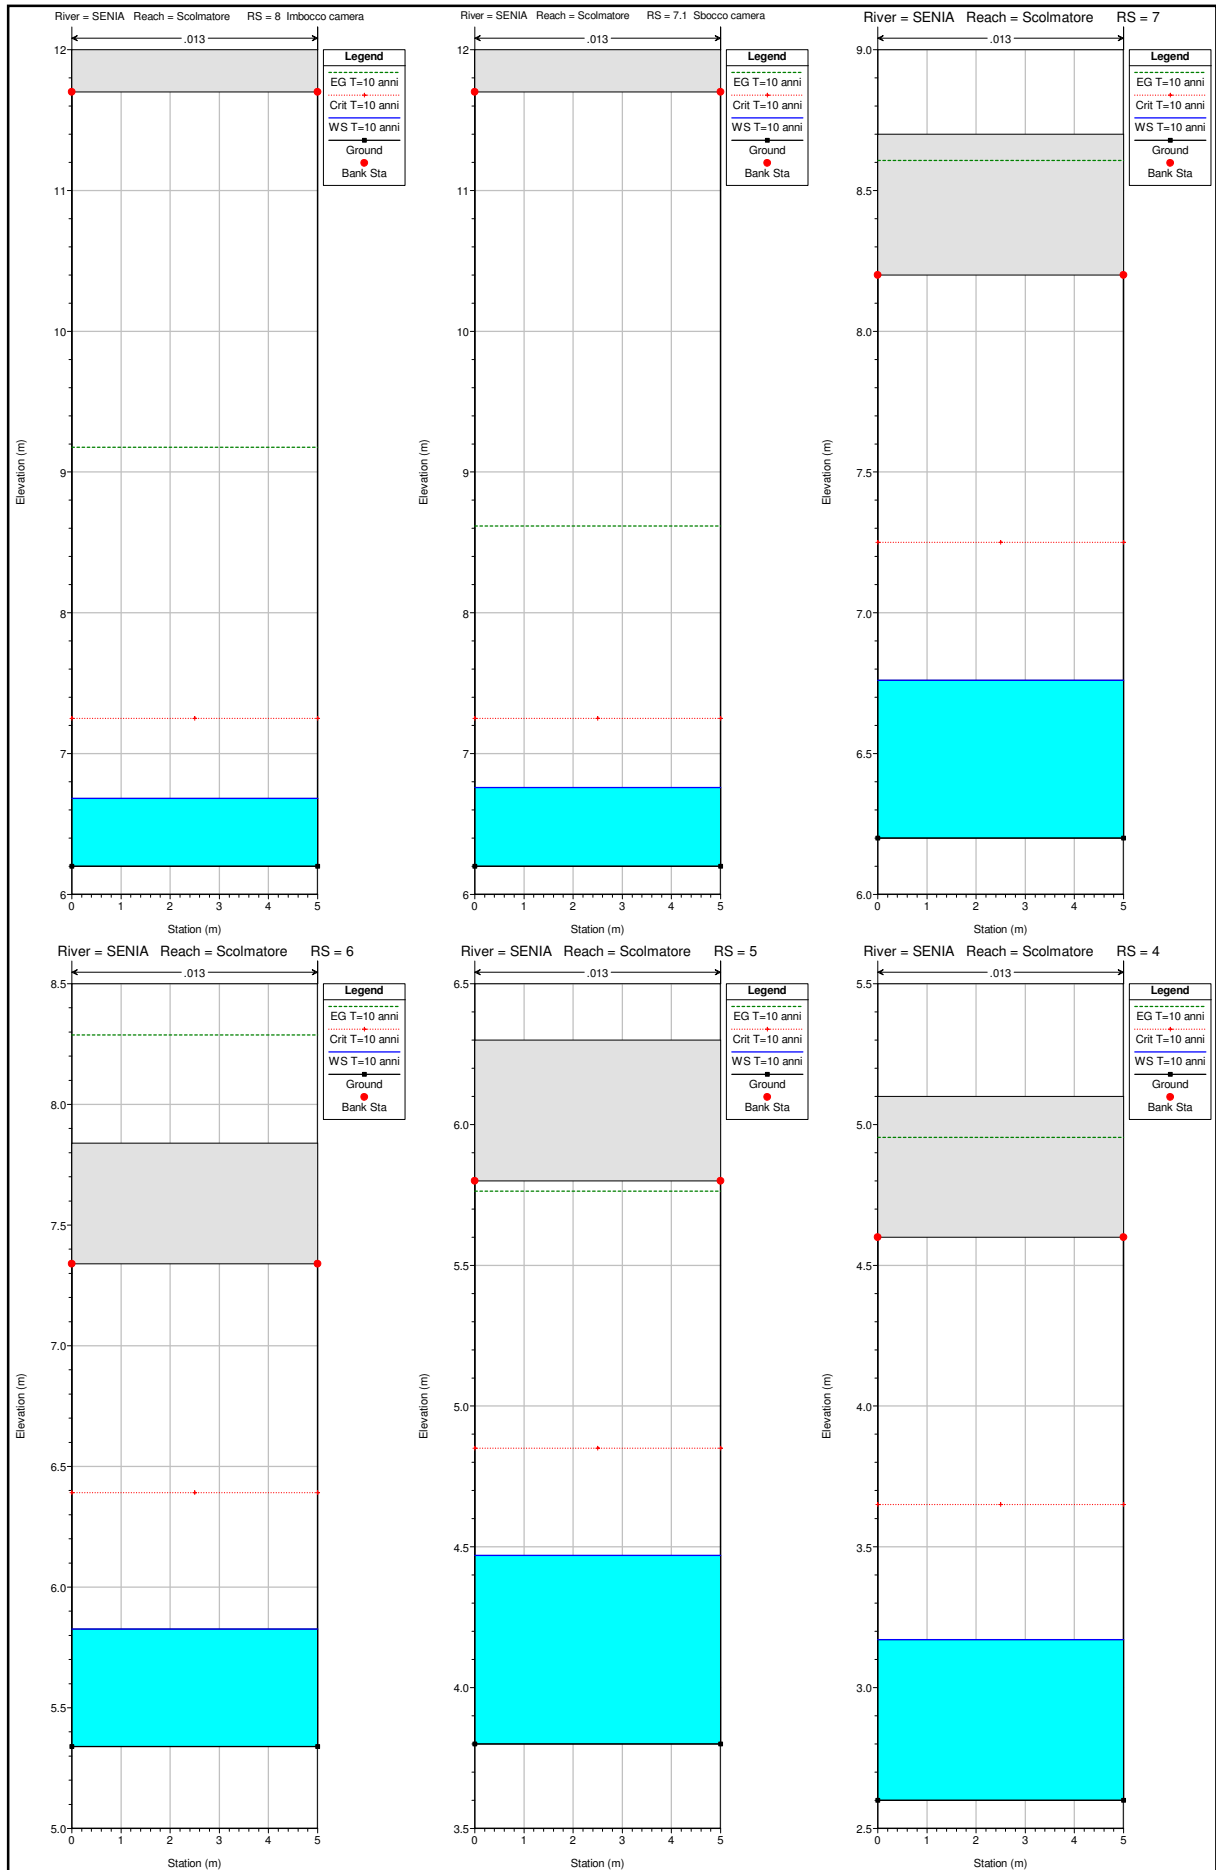 River = SENIA   Reach = Scolmatore      RS = 8  Imbocco camera
.013
12
11
10
9
8
7
6
Elevation (m)
0 1 2 3 4 5
Station (m)
Legend
EG T=10 anni
Crit T=10 anni
WS T=10 anni
Ground
Bank Sta
River = SENIA   Reach = Scolmatore      RS = 7.1  Sbocco camera
.013
12
11
10
9
8
7
6
Elevation (m)
0 1 2 3 4 5
Station (m)
Legend
EG T=10 anni
Crit T=10 anni
WS T=10 anni
Ground
Bank Sta
River = SENIA   Reach = Scolmatore      RS = 7
.013
9.0
8.5
8.0
7.5
7.0
6.5
6.0
Elevation (m)
0 1 2 3 4 5
Station (m)
Legend
EG T=10 anni
Crit T=10 anni
WS T=10 anni
Ground
Bank Sta
River = SENIA   Reach = Scolmatore      RS = 6
.013
8.5
8.0
7.5
7.0
6.5
6.0
5.5
5.0
Elevation (m)
0 1 2 3 4 5
Station (m)
Legend
EG T=10 anni
Crit T=10 anni
WS T=10 anni
Ground
Bank Sta
River = SENIA   Reach = Scolmatore      RS = 5
.013
6.5
6.0
5.5
5.0
4.5
4.0
3.5
Elevation (m)
0 1 2 3 4 5
Station (m)
Legend
EG T=10 anni
Crit T=10 anni
WS T=10 anni
Ground
Bank Sta
River = SENIA   Reach = Scolmatore      RS = 4
.013
5.5
5.0
4.5
4.0
3.5
3.0
2.5
Elevation (m)
0 1 2 3 4 5
Station (m)
Legend
EG T=10 anni
Crit T=10 anni
WS T=10 anni
Ground
Bank Sta